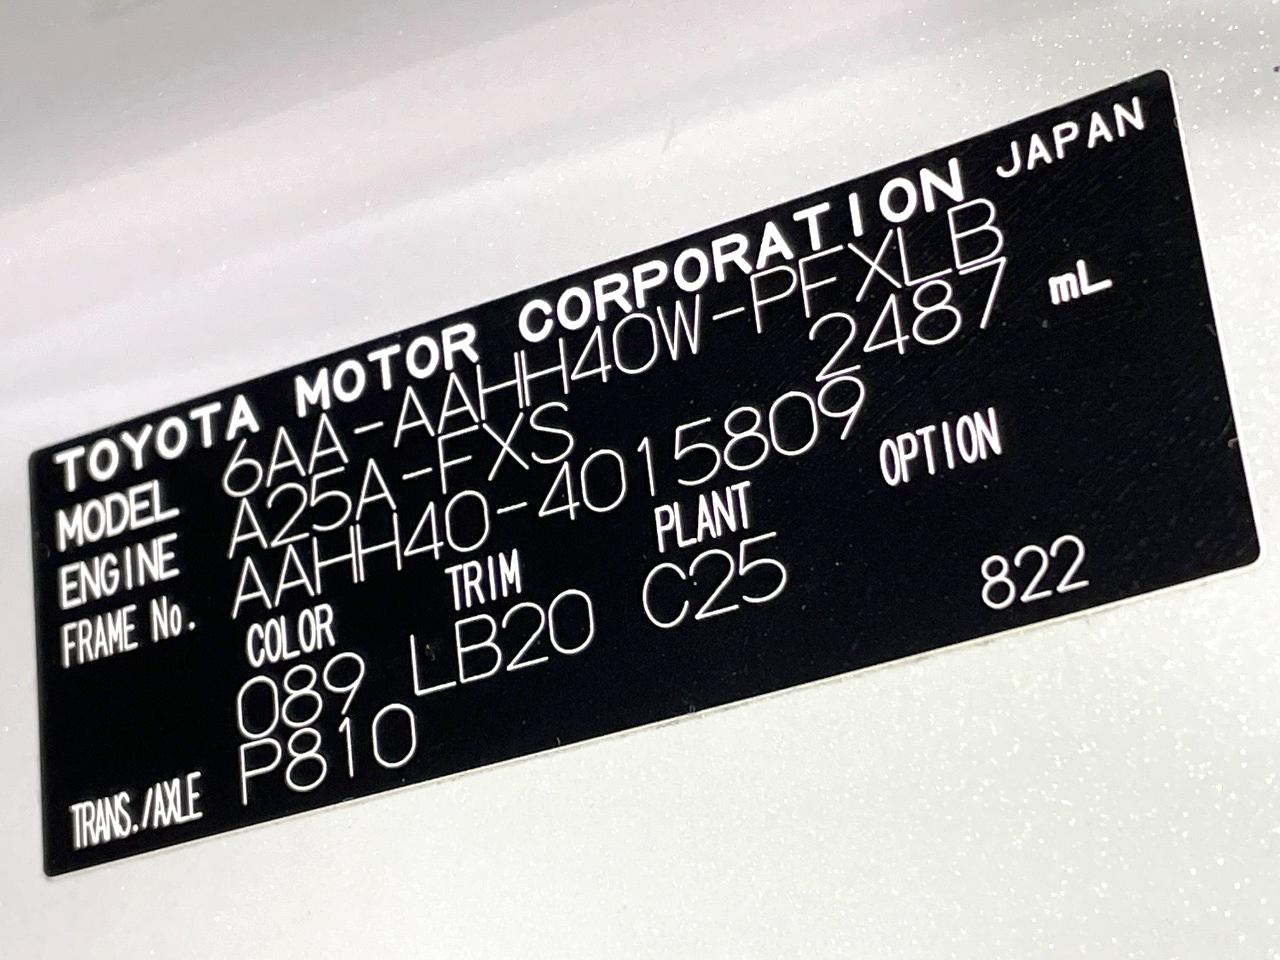 TOYOTA MOTOR CORPORATION JAPAN
MODEL 6AA-AAHH40W-PFXLB
ENGINE A25A-FXS 2487 mL
FRAME No. AAHH40-4015809
COLOR TRIM PLANT OPTION
089 LB20 C25 822
TRANS./AXLE P810